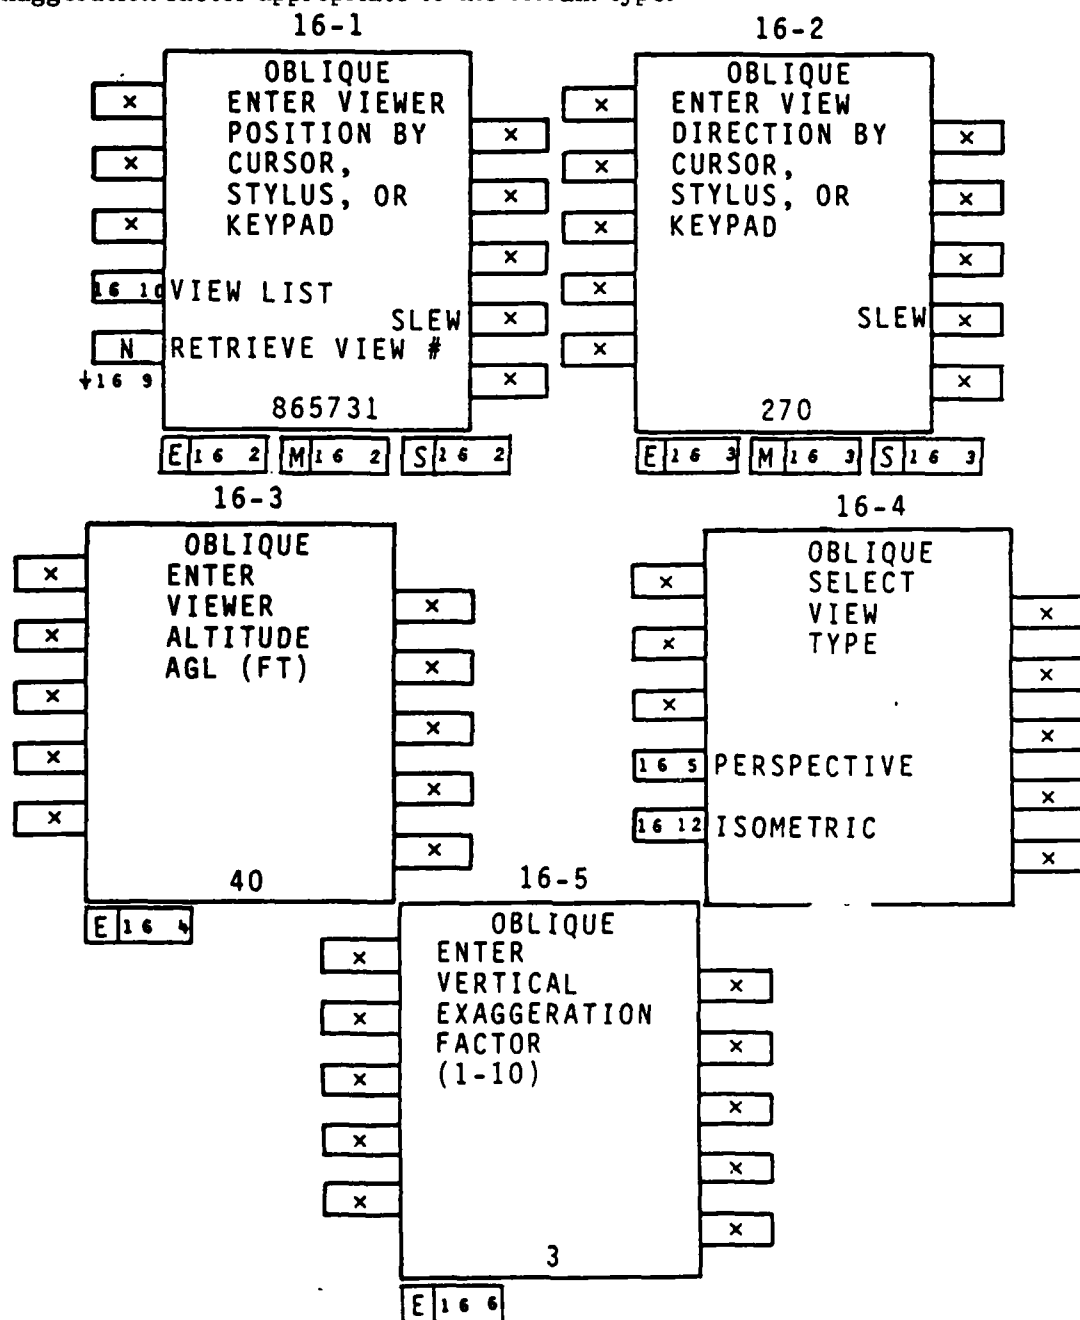 16-1
OBLIQUE
× ENTER VIEWER
POSITION BY ×
× CURSOR,
STYLUS, OR ×
× KEYPAD
×
16 10 VIEW LIST
SLEW ×
N RETRIEVE VIEW #
↓16 9 ×
865731
E 16 2 M 16 2 S 16 2
16-2
OBLIQUE
× ENTER VIEW
DIRECTION BY ×
× CURSOR,
STYLUS, OR ×
× KEYPAD
×
×
SLEW ×
×
×
270
E 16 3 M 16 3 S 16 3
16-3
OBLIQUE
× ENTER
VIEWER ×
× ALTITUDE
AGL (FT) ×
×
×
×
×
×
×
40
E 16 4
16-4
OBLIQUE
× SELECT
VIEW ×
× TYPE
×
×
×
16 5 PERSPECTIVE
×
16 12 ISOMETRIC
×
16-5
OBLIQUE
× ENTER
VERTICAL ×
× EXAGGERATION
FACTOR ×
× (1-10)
×
×
×
×
×
3
E 16 6